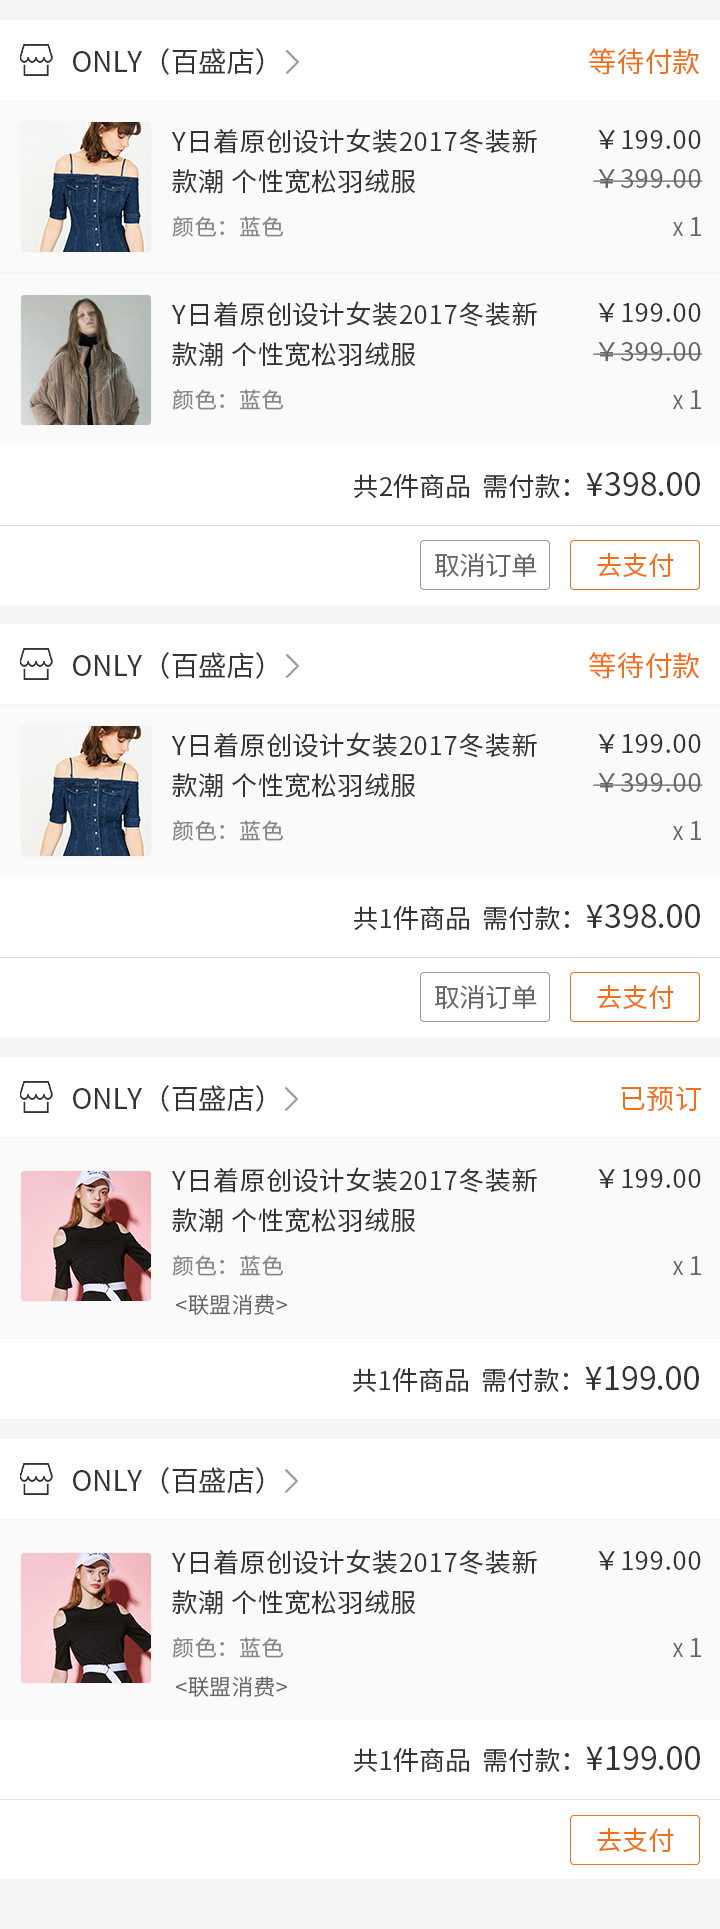 ONLY（百盛店） 等待付款
Y日着原创设计女装2017冬装新 ￥199.00
款潮 个性宽松羽绒服 ￥399.00
颜色：蓝色 x 1
Y日着原创设计女装2017冬装新 ￥199.00
款潮 个性宽松羽绒服 ￥399.00
颜色：蓝色 x 1
共2件商品 需付款：¥398.00
取消订单 去支付
ONLY（百盛店） 等待付款
Y日着原创设计女装2017冬装新 ￥199.00
款潮 个性宽松羽绒服 ￥399.00
颜色：蓝色 x 1
共1件商品 需付款：¥398.00
取消订单 去支付
ONLY（百盛店） 已预订
Y日着原创设计女装2017冬装新 ￥199.00
款潮 个性宽松羽绒服
颜色：蓝色 x 1
<联盟消费>
共1件商品 需付款：¥199.00
ONLY（百盛店）
Y日着原创设计女装2017冬装新 ￥199.00
款潮 个性宽松羽绒服
颜色：蓝色 x 1
<联盟消费>
共1件商品 需付款：¥199.00
去支付